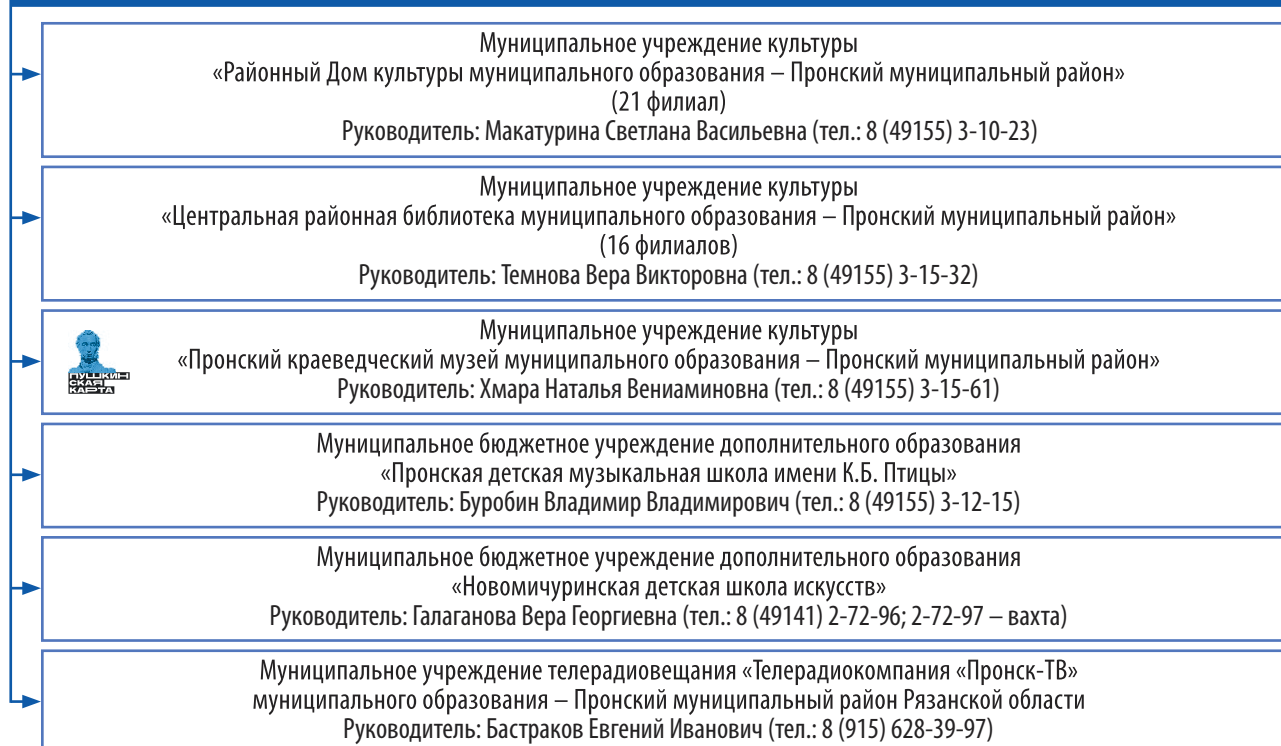 Муниципальное учреждение культуры
«Районный Дом культуры муниципального образования – Пронский муниципальный район»
(21 филиал)
Руководитель: Макатурина Светлана Васильевна (тел.: 8 (49155) 3-10-23)
Муниципальное учреждение культуры
«Центральная районная библиотека муниципального образования – Пронский муниципальный район»
(16 филиалов)
Руководитель: Темнова Вера Викторовна (тел.: 8 (49155) 3-15-32)
Муниципальное учреждение культуры
«Пронский краеведческий музей муниципального образования – Пронский муниципальный район»
Руководитель: Хмара Наталья Вениаминовна (тел.: 8 (49155) 3-15-61)
ПУШКИН
СКАЯ
КАРТА
Муниципальное бюджетное учреждение дополнительного образования
«Пронская детская музыкальная школа имени К.Б. Птицы»
Руководитель: Буробин Владимир Владимирович (тел.: 8 (49155) 3-12-15)
Муниципальное бюджетное учреждение дополнительного образования
«Новомичуринская детская школа искусств»
Руководитель: Галаганова Вера Георгиевна (тел.: 8 (49141) 2-72-96; 2-72-97 – вахта)
Муниципальное учреждение телерадиовещания «Телерадиокомпания «Пронск-ТВ»
муниципального образования – Пронский муниципальный район Рязанской области
Руководитель: Бастраков Евгений Иванович (тел.: 8 (915) 628-39-97)